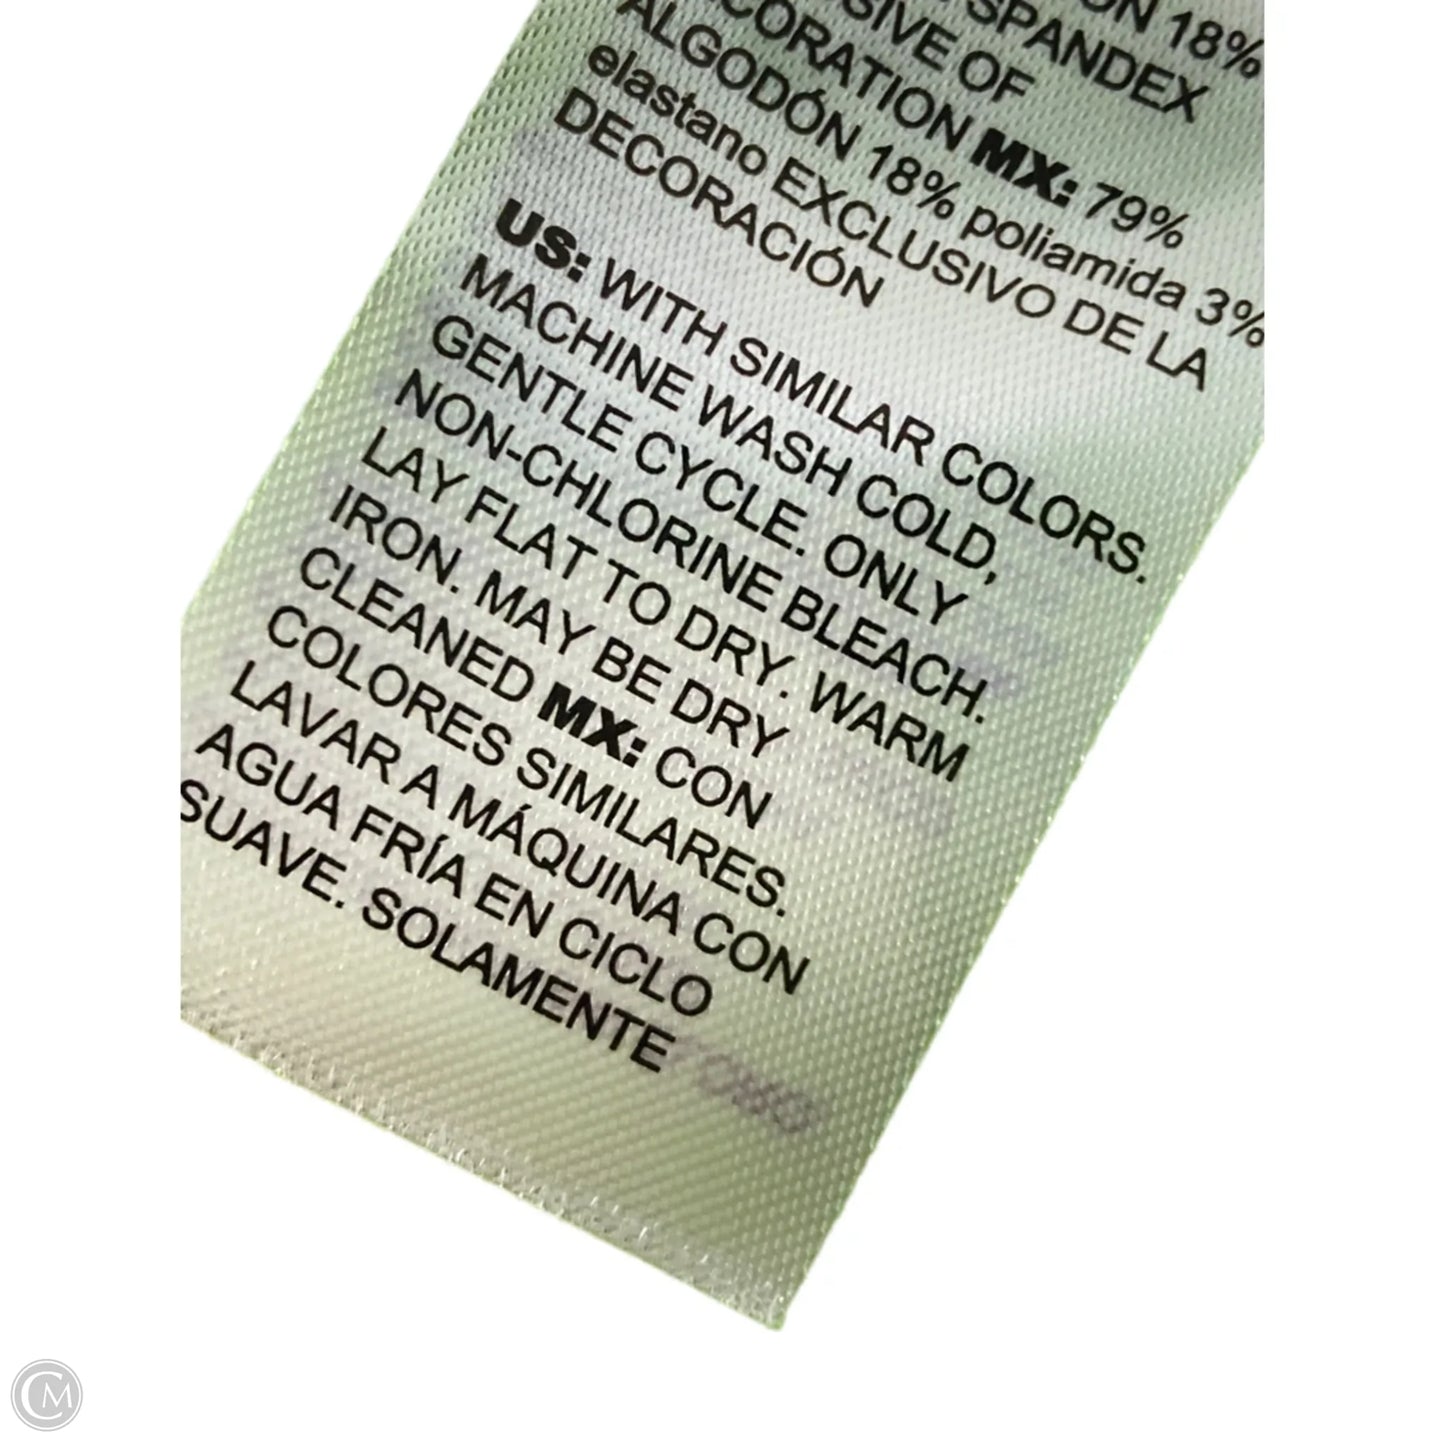 ON 18%
SPANDEX
SIVE OF
CORATION MX: 79%
ALGODÓN 18% poliamida 3%
elastano EXCLUSIVO DE LA
DECORACIÓN
US: WITH SIMILAR COLORS.
MACHINE WASH COLD,
GENTLE CYCLE. ONLY
NON-CHLORINE BLEACH.
LAY FLAT TO DRY. WARM
IRON. MAY BE DRY
CLEANED MX: CON
COLORES SIMILARES.
LAVAR A MÁQUINA CON
AGUA FRÍA EN CICLO
SUAVE. SOLAMENTE
CM